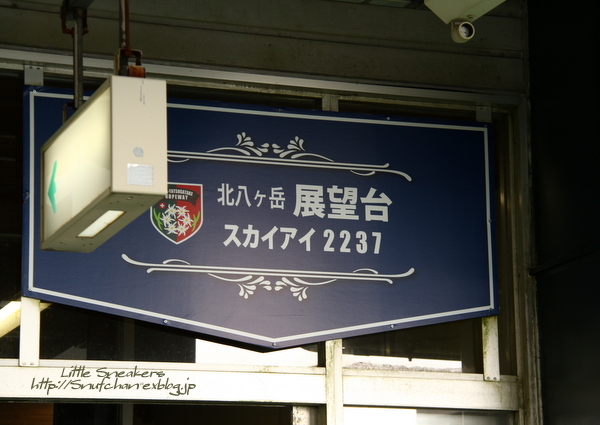 北八ヶ岳 展望台
スカイアイ 2237
ROPEWAY
Little Sneakers
http://Snufchan.exblog.jp